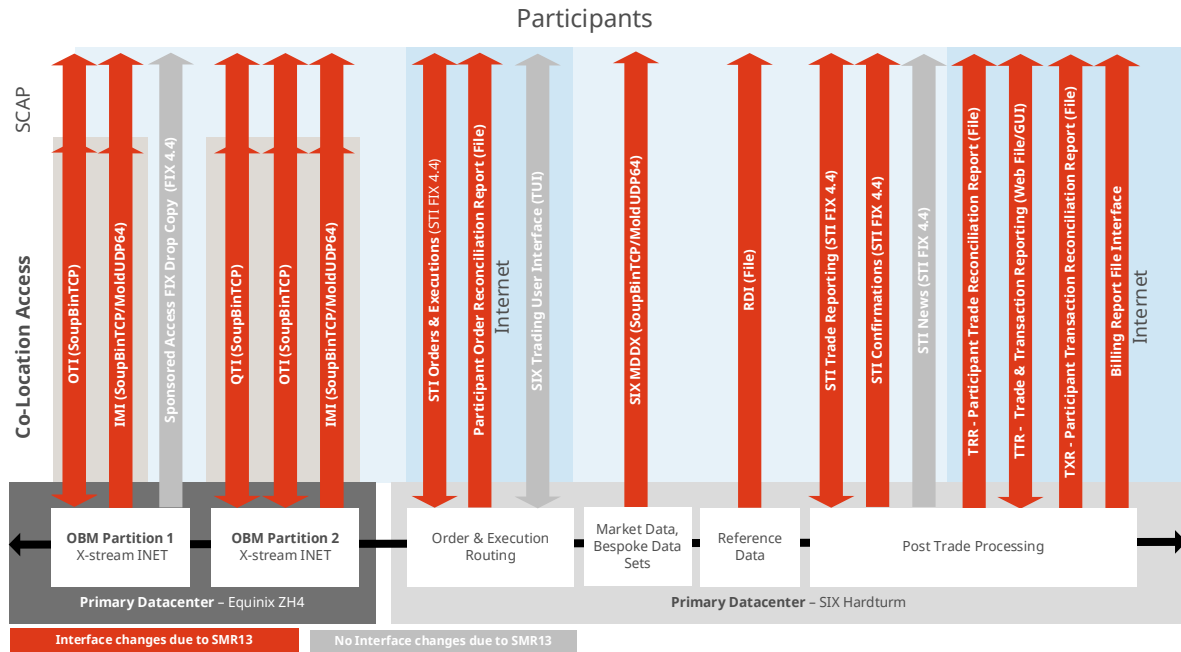 Participants
SCAP
Co-Location Access
OTI (SoupBinTCP)
IMI (SoupBinTCP/MoldUDP64)
Sponsored Access FIX Drop Copy (FIX 4.4)
QTI (SoupBinTCP)
OTI (SoupBinTCP)
IMI (SoupBinTCP/MoldUDP64)
STI Orders & Executions (STI FIX 4.4)
Participant Order Reconciliation Report (File)
Internet
SIX Trading User Interface (TUI)
SIX MDDX (SoupBinTCP/MoldUDP64)
RDI (File)
STI Trade Reporting (STI FIX 4.4)
STI Confirmations (STI FIX 4.4)
STI News (STI FIX 4.4)
TRR - Participant Trade Reconciliation Report (File)
TTR - Trade & Transaction Reporting (Web File/GUI)
TXR - Participant Transaction Reconciliation Report (File)
Billing Report File Interface
Internet
OBM Partition 1
X-stream INET
OBM Partition 2
X-stream INET
Order & Execution
Routing
Market Data,
Bespoke Data
Sets
Reference
Data
Post Trade Processing
Primary Datacenter – Equinix ZH4
Primary Datacenter – SIX Hardturm
Interface changes due to SMR13
No Interface changes due to SMR13